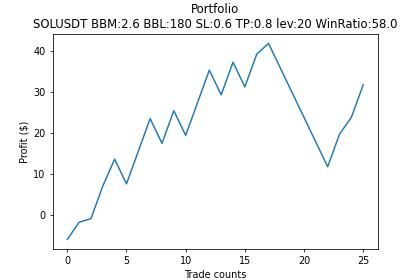 Portfolio
SOLUSDT BBM:2.6 BBL:180 SL:0.6 TP:0.8 lev:20 WinRatio:58.0
40
30
20
10
0
Profit ($)
0 5 10 15 20 25
Trade counts